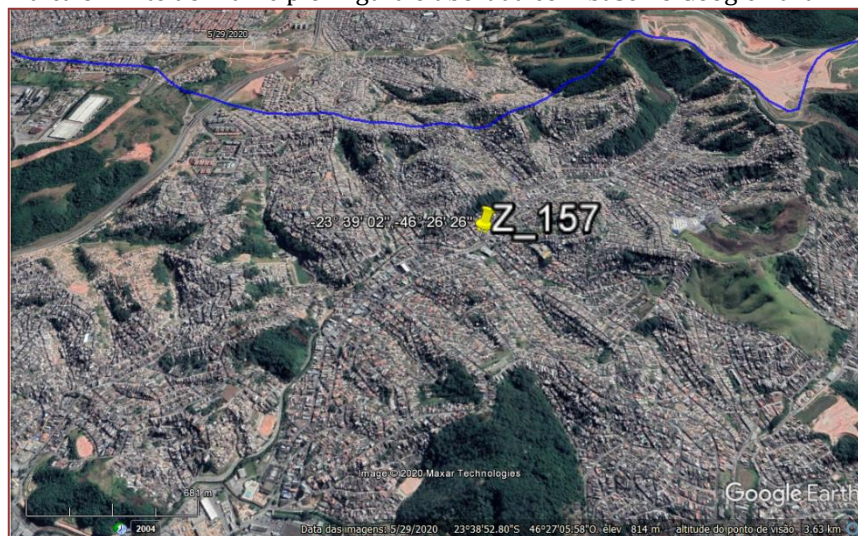 5/29/2020
-23° 39' 02", -46° 26' 26"
Z_157
Image © 2020 Maxar Technologies
681 m
Google Earth
2004
Data das imagens: 5/29/2020 23°38'52.80"S 46°27'05.58"O elev 814 m altitude do ponto de visão 3.63 km